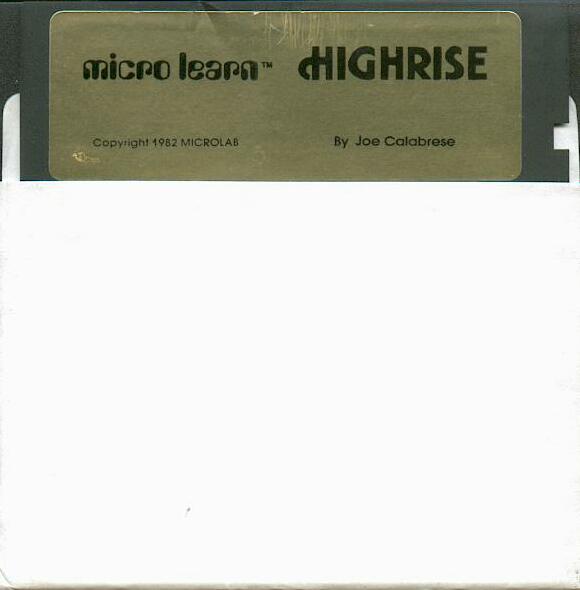 micro learn™ HIGHRISE
Copyright 1982 MICROLAB By Joe Calabrese